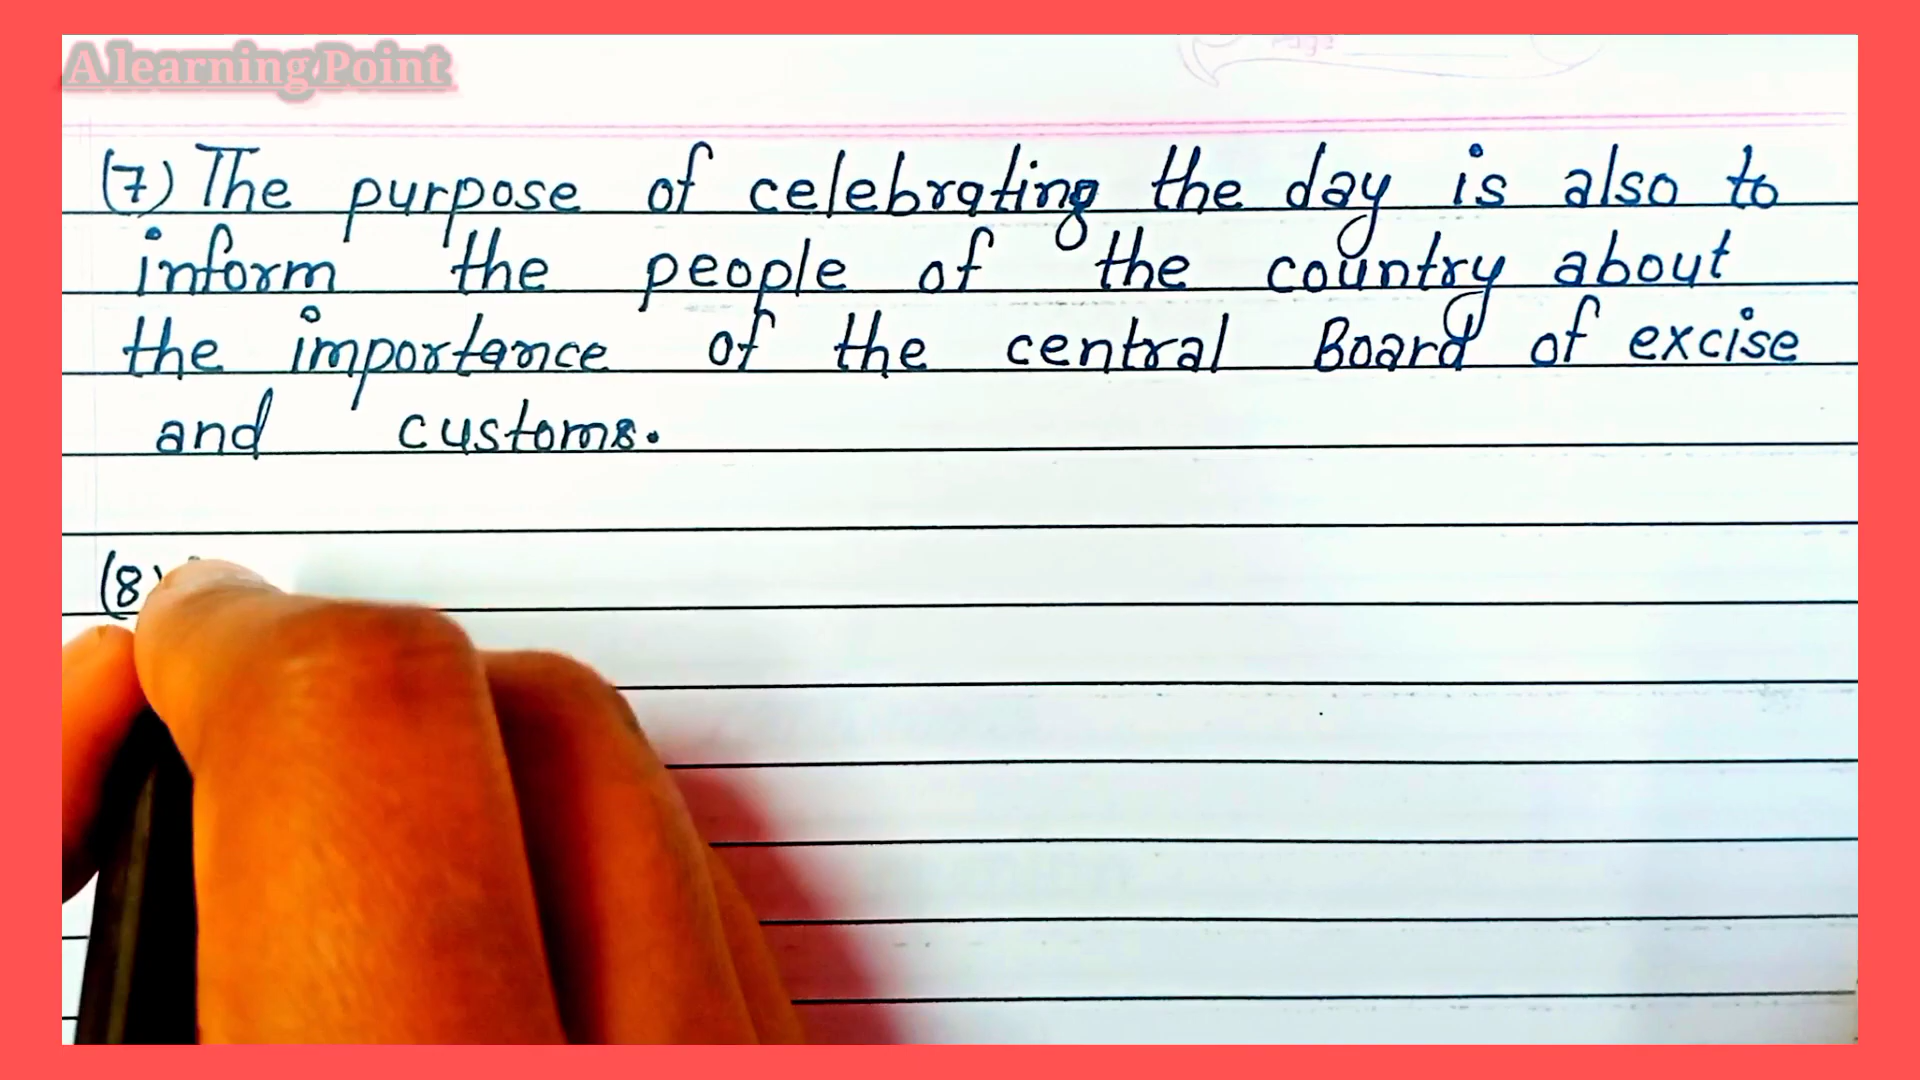 A learning Point
(7) The purpose of celebrating the day is also to
inform the people of the country about
the importance of the central Board of excise
and customs.
(8)